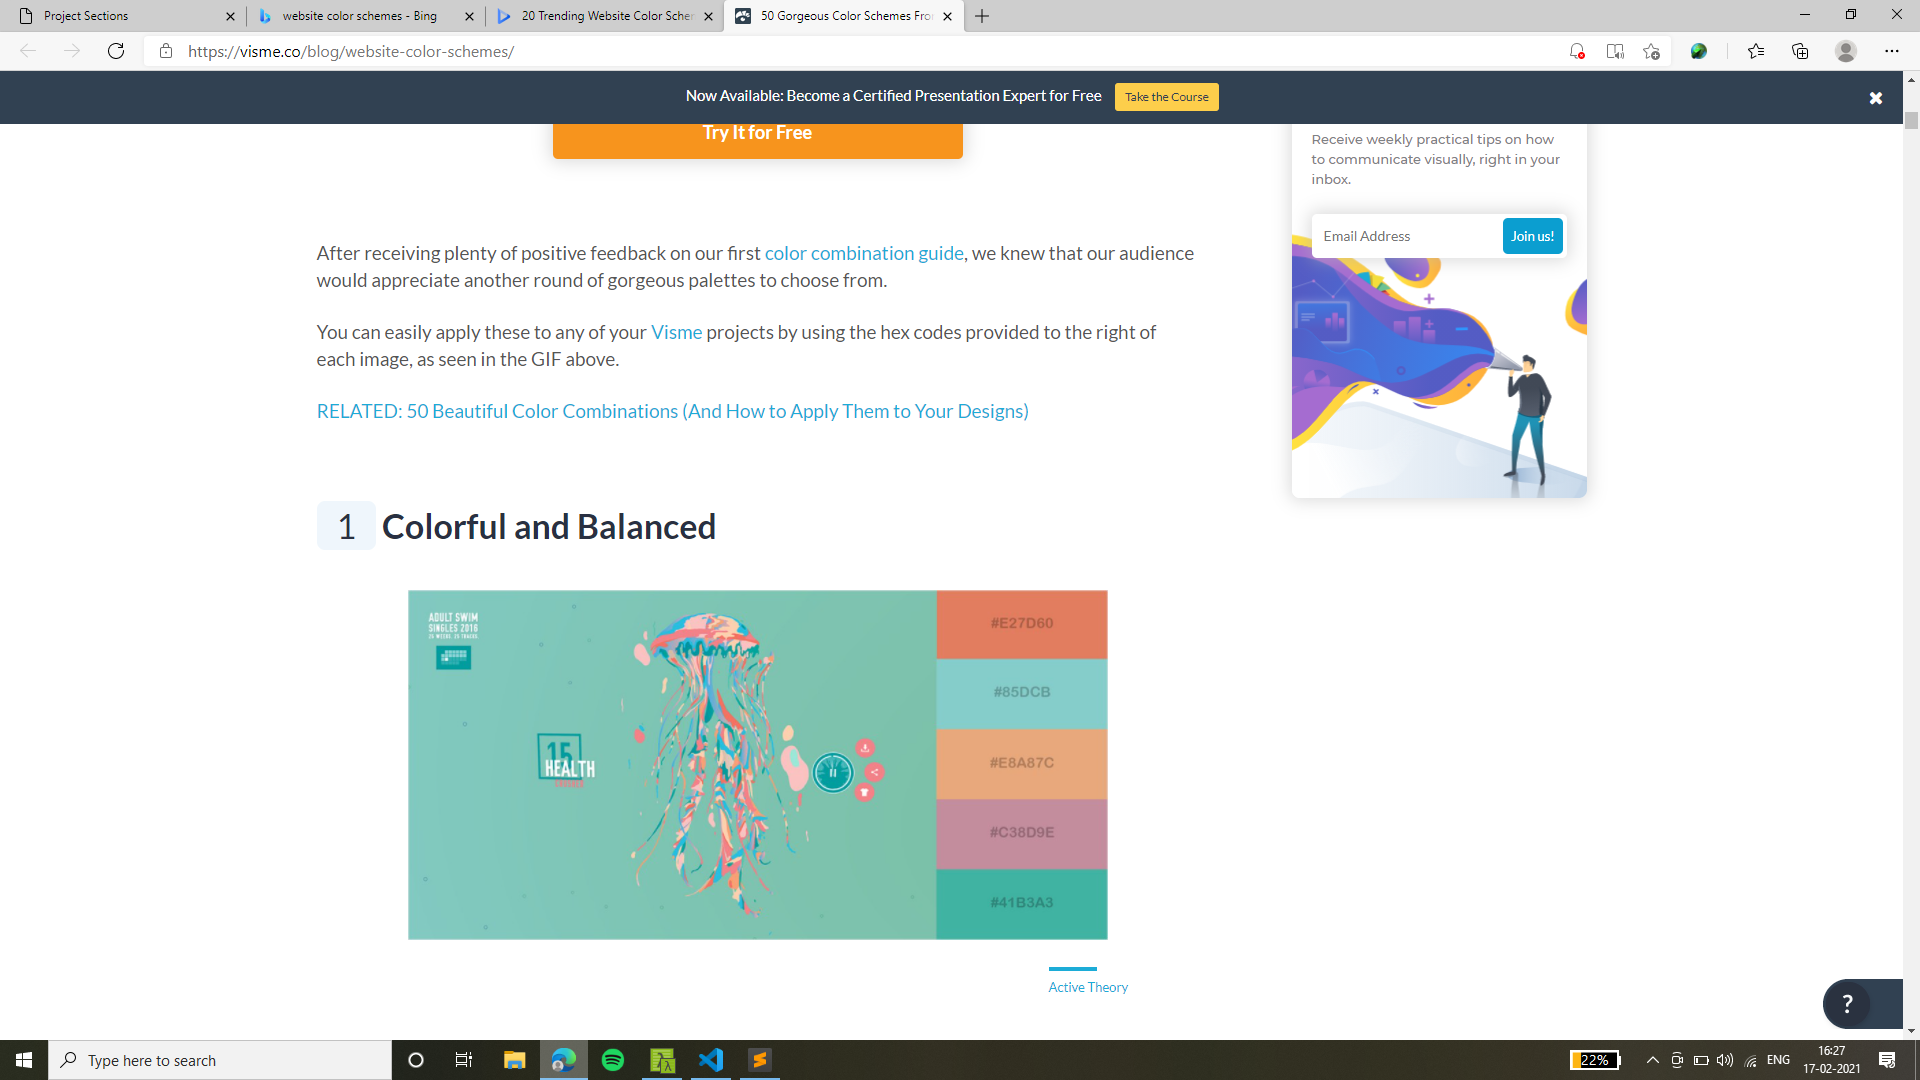 Project Sections
website color schemes - Bing
20 Trending Website Color Scher
50 Gorgeous Color Schemes Fro
https://visme.co/blog/website-color-schemes/
Now Available: Become a Certified Presentation Expert for Free
Take the Course
Try It for Free
Receive weekly practical tips on how
to communicate visually, right in your
inbox.
Email Address
Join us!
After receiving plenty of positive feedback on our first color combination guide, we knew that our audience
would appreciate another round of gorgeous palettes to choose from.
You can easily apply these to any of your Visme projects by using the hex codes provided to the right of
each image, as seen in the GIF above.
RELATED: 50 Beautiful Color Combinations (And How to Apply Them to Your Designs)
1 Colorful and Balanced
ADULT SWIM
SINGLES 2016
25 WEEKS. 25 TRACKS
15
HEALTH
#E27D60
#85DCB
#E8A87C
#C38D9E
#41B3A3
Active Theory
?
Type here to search
22%
ENG
16:27
17-02-2021